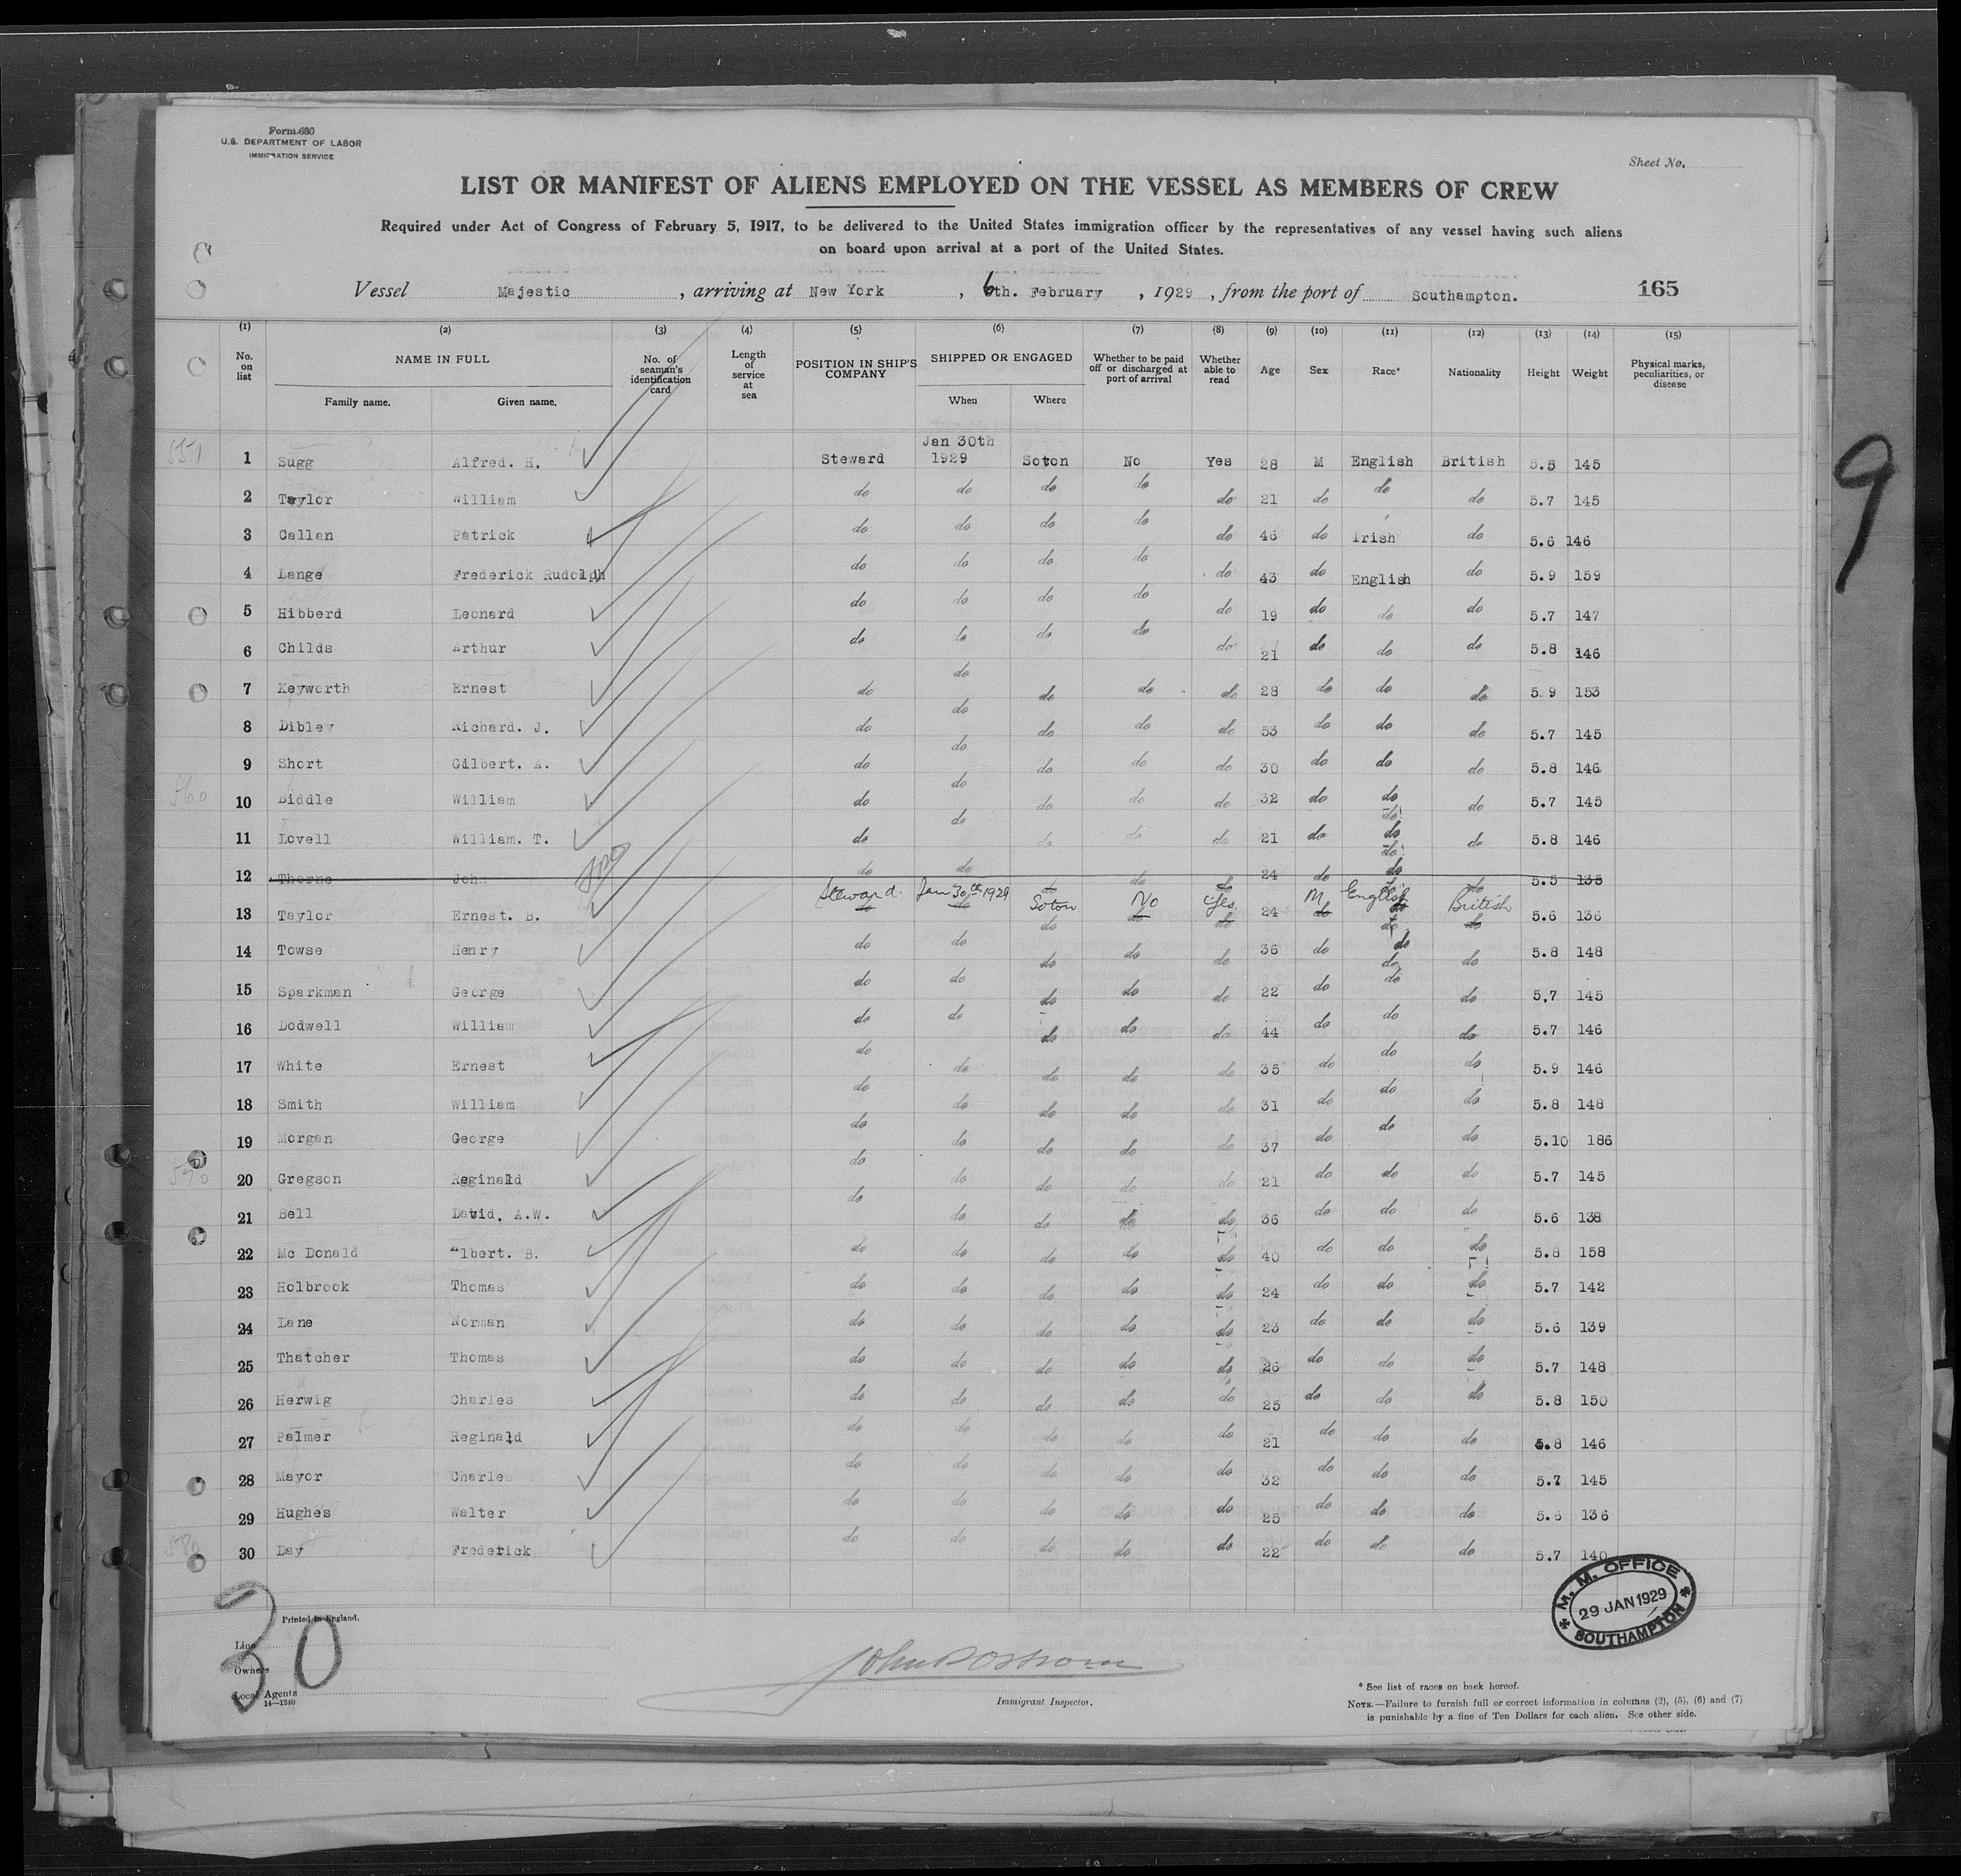 Form 680
U.S. DEPARTMENT OF LABOR
IMMIGRATION SERVICE
Sheet No.
LIST OR MANIFEST OF ALIENS EMPLOYED ON THE VESSEL AS MEMBERS OF CREW
Required under Act of Congress of February 5, 1917, to be delivered to the United States immigration officer by the representatives of any vessel having such aliens
on board upon arrival at a port of the United States.
Vessel Majestic, arriving at New York, 6th. February, 1929, from the port of Southampton. 165
(1) (2) (3) (4) (5) (6) (7) (8) (9) (10) (11) (12) (13) (14) (15)
No. on list NAME IN FULL No. of seaman's identification card Length of service at sea POSITION IN SHIP'S COMPANY SHIPPED OR ENGAGED Whether to be paid off or discharged at port of arrival Whether able to read Age Sex Race* Nationality Height Weight Physical marks, peculiarities, or disease
Family name. Given name. When Where
551 1 Sugg Alfred. H. Steward Jan 30th 1929 Soton No Yes 28 M English British 5.5 145
2 Taylor William do do do do do 21 do do do 5.7 145
3 Callan Patrick do do do do do 46 do Irish do 5.6 146
4 Lange Frederick Rudolph do do do do do 43 do English do 5.9 159
5 Hibberd Leonard do do do do do 19 do do do 5.7 147
6 Childs Arthur do do do do do 21 do do do 5.8 146
7 Keyworth Ernest do do do do do 28 do do do 5 9 153
8 Dibley Richard. J. do do do do do 53 do do do 5.7 145
9 Short Gilbert. A. do do do do do 30 do do do 5.8 146
560 10 Biddle William do do do do do 32 do do do 5.7 145
11 Lovell William. T. do do do do do 21 do do do 5.8 146
12 Thorne John do do do do do 24 do do do 5.5 135
13 Taylor Ernest. B. Steward. Jan 30th 1929 Soton No Yes 24 M English British 5.6 136
14 Towse Henry do do do do do 36 do do do 5.8 148
15 Sparkman George do do do do do 22 do do do 5,7 145
16 Dodwell William do do do do do 44 do do do 5.7 146
17 White Ernest do do do do do 35 do do do 5.9 146
18 Smith William do do do do do 31 do do do 5.8 148
19 Morgan George do do do do do 37 do do do 5.10 186
570 20 Gregson Reginald do do do do do 21 do do do 5.7 145
21 Bell David. A.W. do do do do do 36 do do do 5.6 138
22 Mc Donald Albert. B. do do do do do 40 do do do 5.8 158
23 Holbrook Thomas do do do do do 24 do do do 5.7 142
24 Lane Norman do do do do do 23 do do do 5.6 139
25 Thatcher Thomas do do do do do 26 do do do 5.7 148
26 Herwig Charles do do do do do 25 do do do 5.8 150
27 Palmer Reginald do do do do do 21 do do do 5.8 146
28 Mayor Charles do do do do do 32 do do do 5.7 145
29 Hughes Walter do do do do do 25 do do do 5.6 136
580 30 Day Frederick do do do do do 22 do do do 5.7 140
9
M. M. OFFICE
29 JAN 1929
SOUTHAMPTON
30
Printed in England.
Line
Owners
Local Agents
14—1240
Immigrant Inspector.
* See list of races on back hereof.
NOTE.—Failure to furnish full or correct information in columns (2), (5), (6) and (7)
is punishable by a fine of Ten Dollars for each alien. See other side.